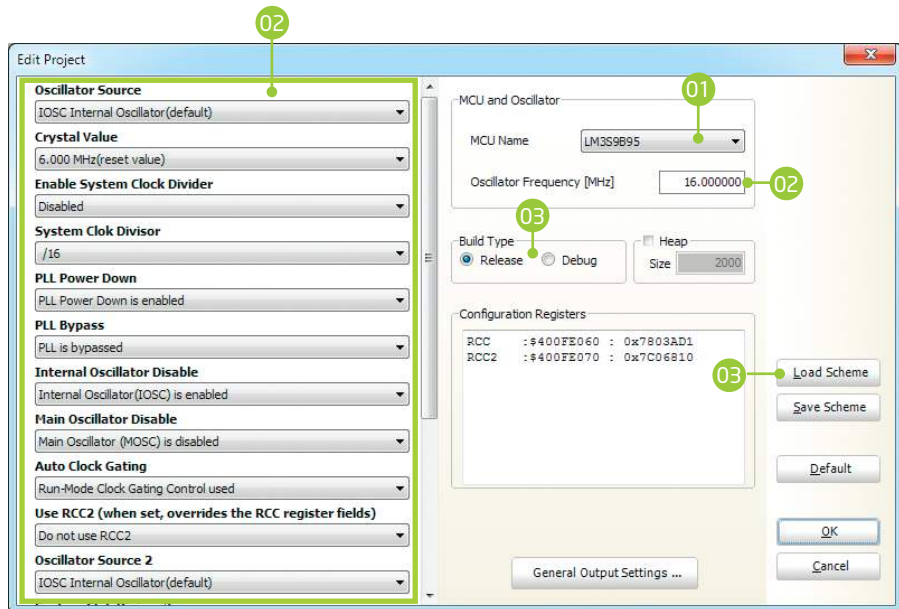 02
Edit Project
Oscillator Source
IOSC Internal Oscillator(default)
Crystal Value
6.000 MHz(reset value)
Enable System Clock Divider
Disabled
System Clok Divisor
/16
PLL Power Down
PLL Power Down is enabled
PLL Bypass
PLL is bypassed
Internal Oscillator Disable
Internal Oscillator(IOSC) is enabled
Main Oscillator Disable
Main Oscillator (MOSC) is disabled
Auto Clock Gating
Run-Mode Clock Gating Control used
Use RCC2 (when set, overrides the RCC register fields)
Do not use RCC2
Oscillator Source 2
IOSC Internal Oscillator(default)
MCU and Oscillator
01
MCU Name LM3S9B95
Oscillator Frequency [MHz] 16.000000 02
03
Build Type
Release Debug
Heap
Size 2000
Configuration Registers
RCC :$400FE060 : 0x7803AD1
RCC2 :$400FE070 : 0x7C06810
03 Load Scheme
Save Scheme
Default
OK
Cancel
General Output Settings ...